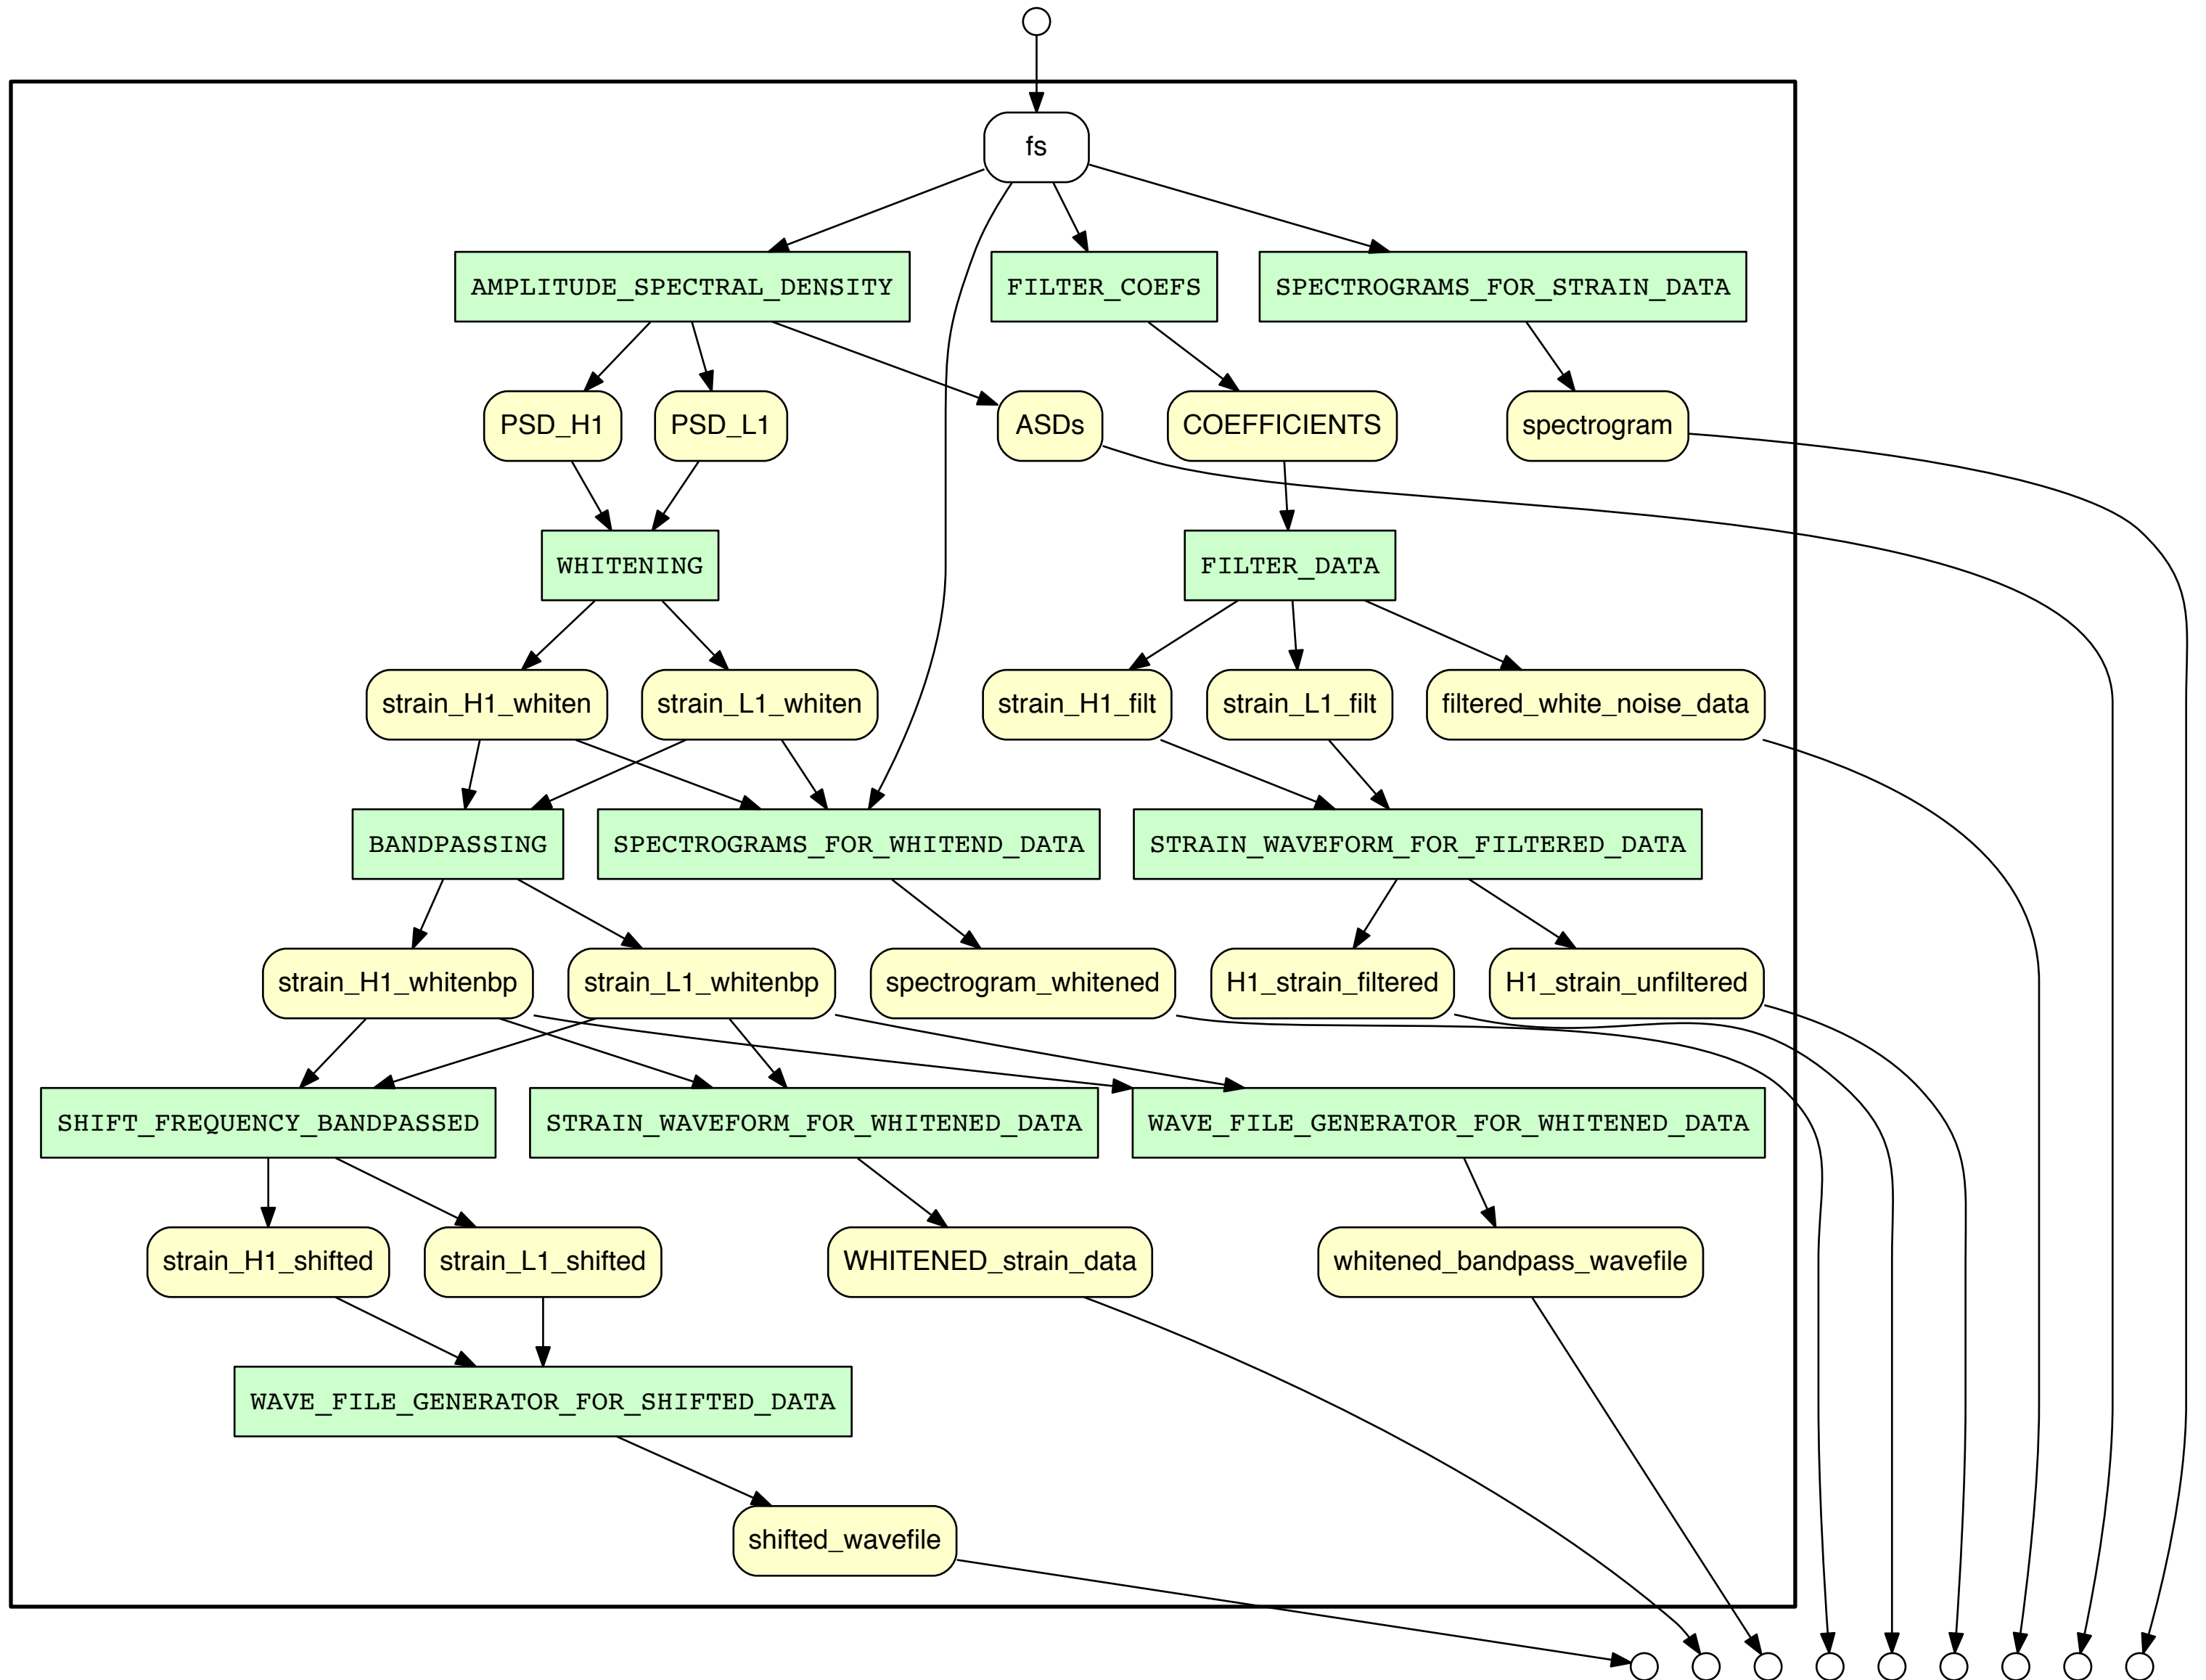 fs
AMPLITUDE_SPECTRAL_DENSITY
FILTER_COEFS
SPECTROGRAMS_FOR_STRAIN_DATA
PSD_H1
PSD_L1
ASDs
COEFFICIENTS
spectrogram
WHITENING
FILTER_DATA
strain_H1_whiten
strain_L1_whiten
strain_H1_filt
strain_L1_filt
filtered_white_noise_data
BANDPASSING
SPECTROGRAMS_FOR_WHITEND_DATA
STRAIN_WAVEFORM_FOR_FILTERED_DATA
strain_H1_whitenbp
strain_L1_whitenbp
spectrogram_whitened
H1_strain_filtered
H1_strain_unfiltered
SHIFT_FREQUENCY_BANDPASSED
STRAIN_WAVEFORM_FOR_WHITENED_DATA
WAVE_FILE_GENERATOR_FOR_WHITENED_DATA
strain_H1_shifted
strain_L1_shifted
WHITENED_strain_data
whitened_bandpass_wavefile
WAVE_FILE_GENERATOR_FOR_SHIFTED_DATA
shifted_wavefile